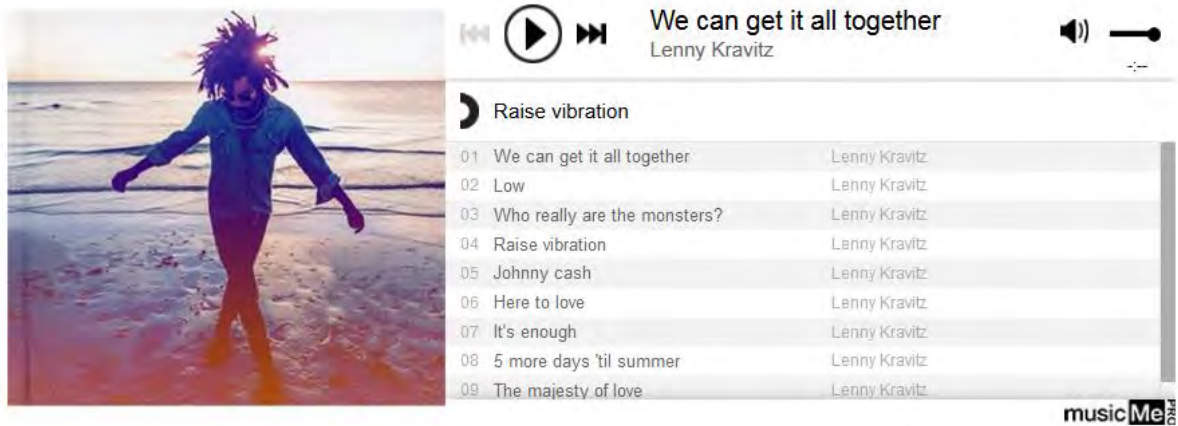 We can get it all together
Lenny Kravitz
-:--
Raise vibration
01 We can get it all together Lenny Kravitz
02 Low Lenny Kravitz
03 Who really are the monsters? Lenny Kravitz
04 Raise vibration Lenny Kravitz
05 Johnny cash Lenny Kravitz
06 Here to love Lenny Kravitz
07 It's enough Lenny Kravitz
08 5 more days 'til summer Lenny Kravitz
09 The majesty of love Lenny Kravitz
musicMe PRO